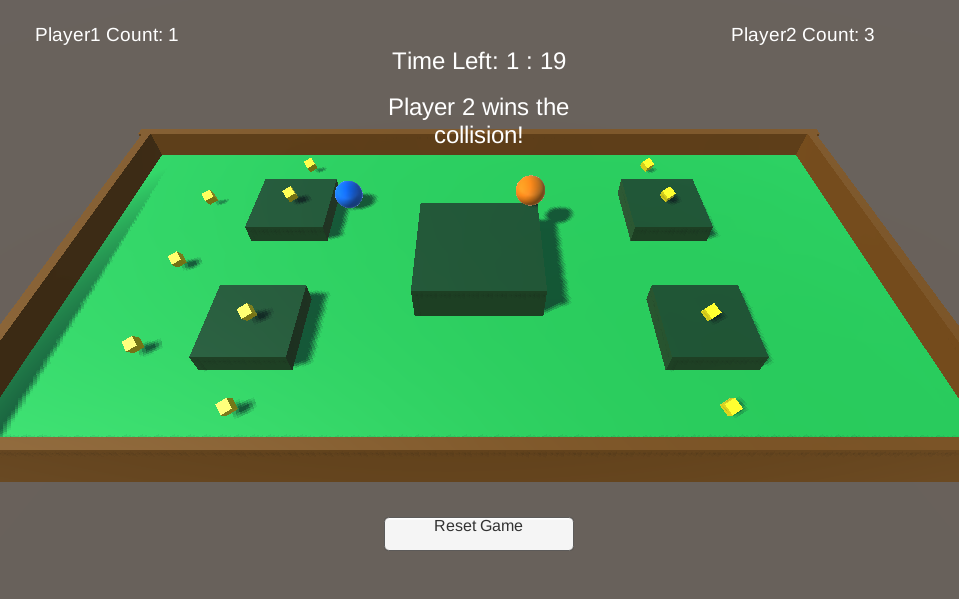 Player1 Count: 1
Player2 Count: 3
Time Left: 1 : 19
Player 2 wins the
collision!
Reset Game